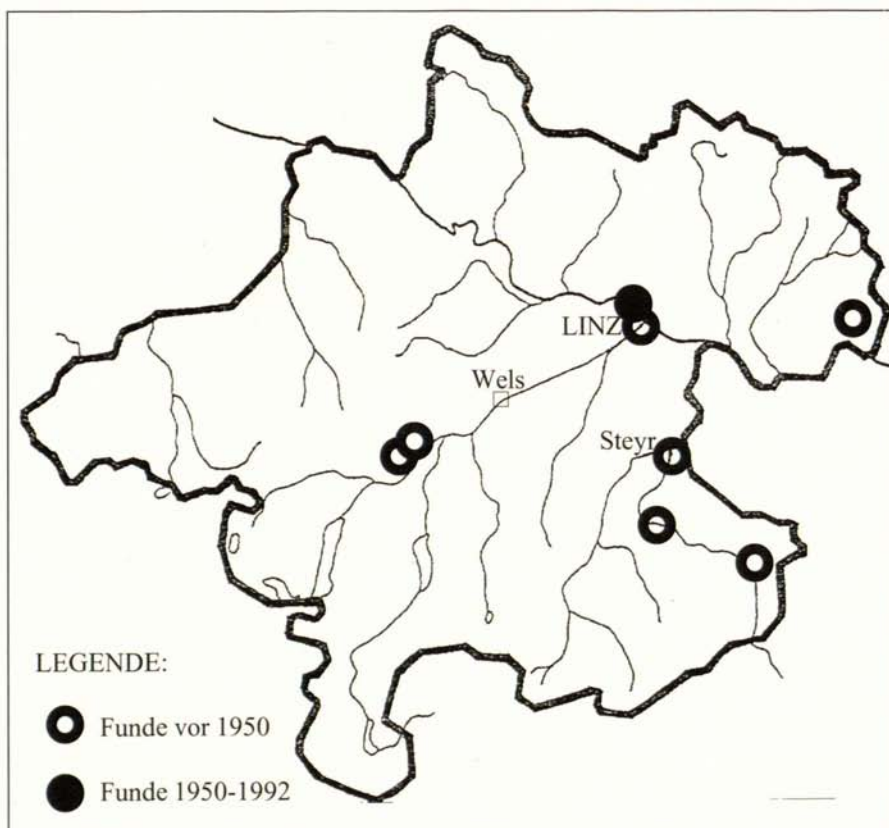 LINZ
Wels
Steyr
LEGENDE:
Funde vor 1950
Funde 1950-1992